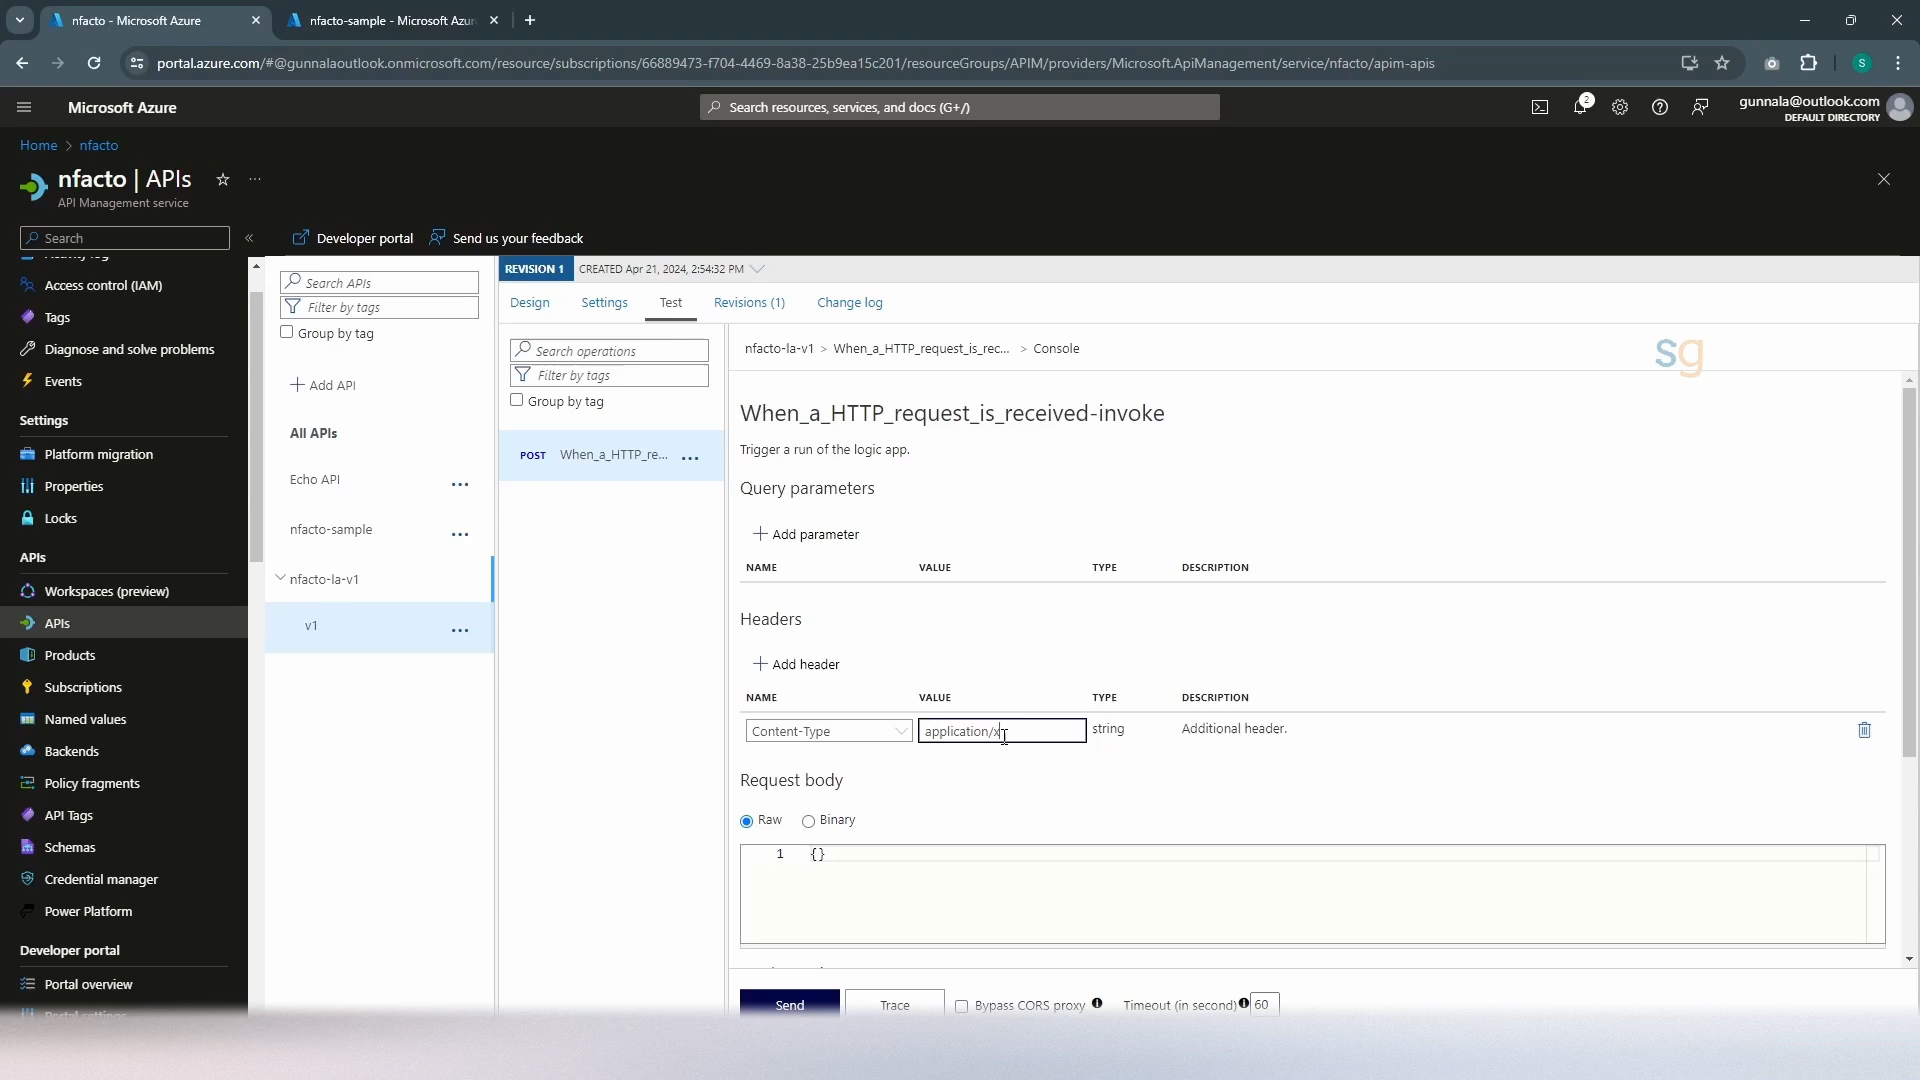 nfacto - Microsoft Azure
nfacto-sample - Microsoft Azur
portal.azure.com/#@gunnalaoutlook.onmicrosoft.com/resource/subscriptions/66889473-f704-4469-8a38-25b9ea15c201/resourceGroups/APIM/providers/Microsoft.ApiManagement/service/nfacto/apim-apis
S
Microsoft Azure
Search resources, services, and docs (G+/)
2
gunnala@outlook.com
DEFAULT DIRECTORY
Home > nfacto
nfacto | APIs
API Management service
Search
Developer portal
Send us your feedback
Activity log
Access control (IAM)
Tags
Diagnose and solve problems
Events
Settings
Platform migration
Properties
Locks
APIs
Workspaces (preview)
APIs
Products
Subscriptions
Named values
Backends
Policy fragments
API Tags
Schemas
Credential manager
Power Platform
Developer portal
Portal overview
Portal settings
Search APIs
Filter by tags
Group by tag
Add API
All APIs
Echo API
nfacto-sample
nfacto-la-v1
v1
REVISION 1 CREATED Apr 21, 2024, 2:54:32 PM
Design Settings Test Revisions (1) Change log
Search operations
Filter by tags
Group by tag
POST When_a_HTTP_re...
nfacto-la-v1 > When_a_HTTP_request_is_rec... > Console
sg
When_a_HTTP_request_is_received-invoke
Trigger a run of the logic app.
Query parameters
Add parameter
NAME VALUE TYPE DESCRIPTION
Headers
Add header
NAME VALUE TYPE DESCRIPTION
Content-Type application/x string Additional header.
Request body
Raw Binary
1 {}
Send Trace Bypass CORS proxy Timeout (in second) 60